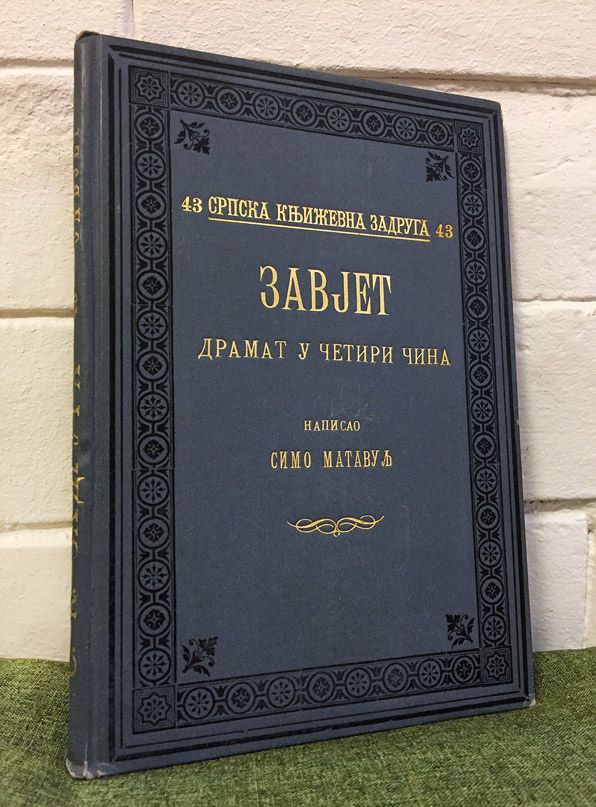 43 СРПСКА КЊИЖЕВНА ЗАДРУГА 43
ЗАВЈЕТ
ДРАМАТ У ЧЕТИРИ ЧИНА
НАПИСАО
СИМО МАТАВУЉ